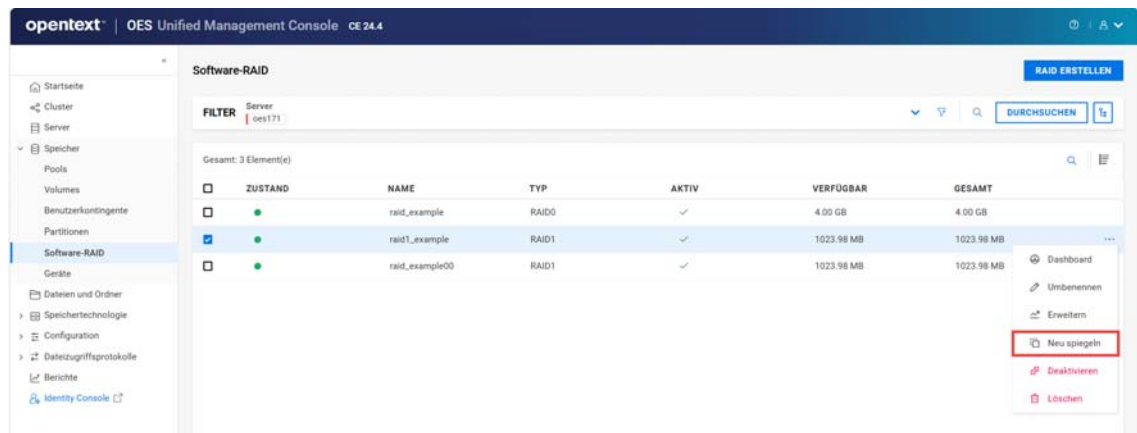 opentext™ | OES Unified Management Console CE 24.4
Startseite
Cluster
Server
Speicher
Pools
Volumes
Benutzerkontingente
Partitionen
Software-RAID
Geräte
Dateien und Ordner
Speichertechnologie
Configuration
Dateizugriffsprotokolle
Berichte
Identity Console
Software-RAID
RAID ERSTELLEN
FILTER Server
oes171
DURCHSUCHEN
Gesamt: 3 Element(e)
ZUSTAND NAME TYP AKTIV VERFÜGBAR GESAMT
raid_example RAID0 4.00 GB 4.00 GB
raid1_example RAID1 1023.98 MB 1023.98 MB
raid_example00 RAID1 1023.98 MB 1023.98 MB
Dashboard
Umbenennen
Erweitern
Neu spiegeln
Deaktivieren
Löschen